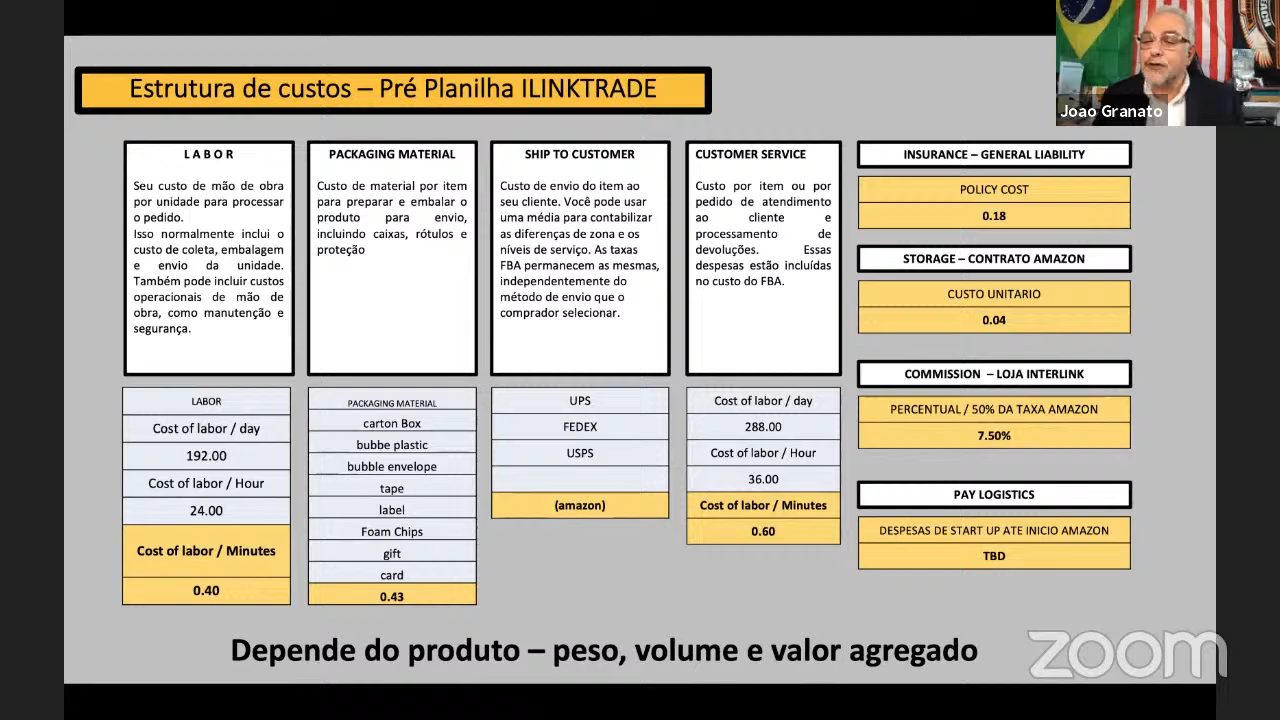 Joao Granato
Estrutura de custos – Pré Planilha ILINKTRADE
L A B O R
Seu custo de mão de obra
por unidade para processar
o pedido.
Isso normalmente inclui o
custo de coleta, embalagem
e envio da unidade.
Também pode incluir custos
operacionais de mão de
obra, como manutenção e
segurança.
PACKAGING MATERIAL
Custo de material por item
para preparar e embalar o
produto para envio,
incluindo caixas, rótulos e
proteção
SHIP TO CUSTOMER
Custo de envio do item ao
seu cliente. Você pode usar
uma média para contabilizar
as diferenças de zona e os
níveis de serviço. As taxas
FBA permanecem as mesmas,
independentemente do
método de envio que o
comprador selecionar.
CUSTOMER SERVICE
Custo por item ou por
pedido de atendimento
ao cliente e
processamento de
devoluções. Essas
despesas estão incluídas
no custo do FBA.
LABOR
Cost of labor / day
192.00
Cost of labor / Hour
24.00
Cost of labor / Minutes
0.40
PACKAGING MATERIAL
carton Box
bubbe plastic
bubble envelope
tape
label
Foam Chips
gift
card
0.43
UPS
FEDEX
USPS
(amazon)
Cost of labor / day
288.00
Cost of labor / Hour
36.00
Cost of labor / Minutes
0.60
INSURANCE – GENERAL LIABILITY
POLICY COST
0.18
STORAGE – CONTRATO AMAZON
CUSTO UNITARIO
0.04
COMMISSION – LOJA INTERLINK
PERCENTUAL / 50% DA TAXA AMAZON
7.50%
PAY LOGISTICS
DESPESAS DE START UP ATE INICIO AMAZON
TBD
Depende do produto – peso, volume e valor agregado
zoom